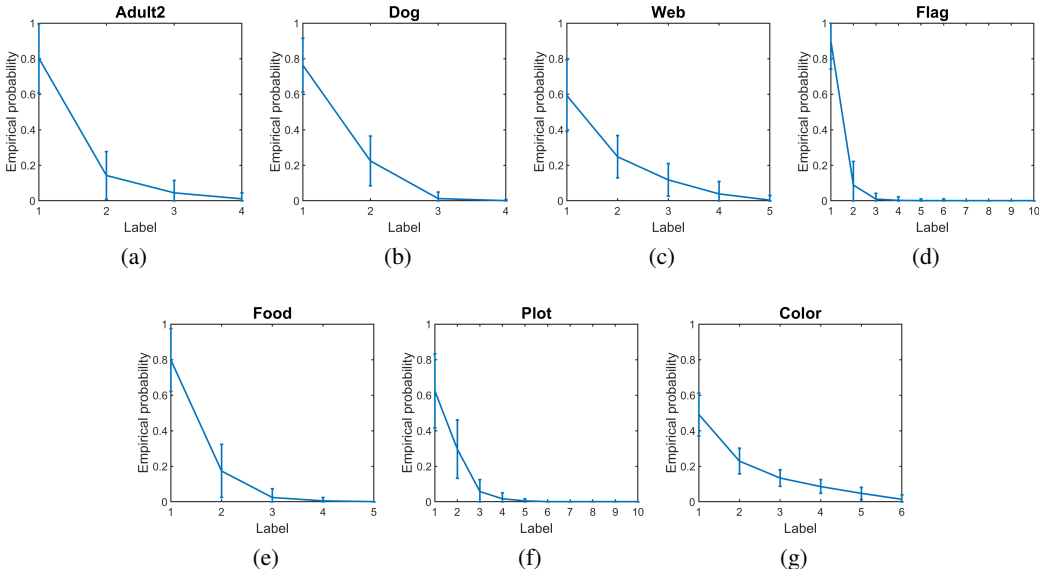 Adult2
Empirical probability
1
0.8
0.6
0.4
0.2
0
1 2 3 4
Label
(a)
Dog
Empirical probability
1
0.8
0.6
0.4
0.2
0
1 2 3 4
Label
(b)
Web
Empirical probability
1
0.8
0.6
0.4
0.2
0
1 2 3 4 5
Label
(c)
Flag
Empirical probability
1
0.8
0.6
0.4
0.2
0
1 2 3 4 5 6 7 8 9 10
Label
(d)
Food
Empirical probability
1
0.8
0.6
0.4
0.2
0
1 2 3 4 5
Label
(e)
Plot
Empirical probability
1
0.8
0.6
0.4
0.2
0
1 2 3 4 5 6 7 8 9 10
Label
(f)
Color
Empirical probability
1
0.8
0.6
0.4
0.2
0
1 2 3 4 5 6
Label
(g)